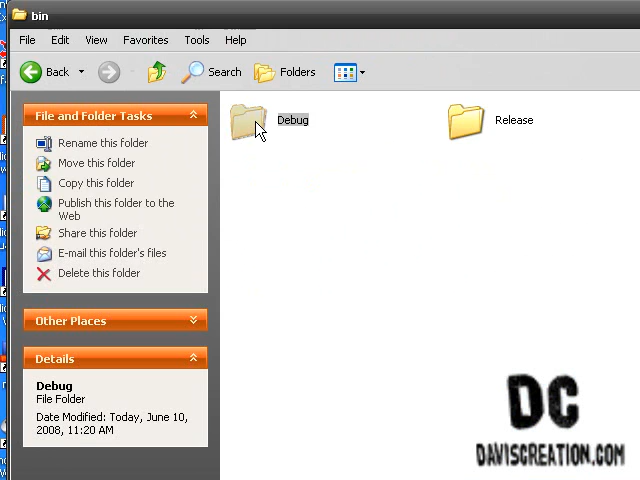 bin
File Edit View Favorites Tools Help
Back Search Folders
File and Folder Tasks
Rename this folder
Move this folder
Copy this folder
Publish this folder to the
Web
Share this folder
E-mail this folder's files
Delete this folder
Other Places
Details
Debug
File Folder
Date Modified: Today, June 10,
2008, 11:20 AM
Debug
Release
DC
DAVISCREATION.COM